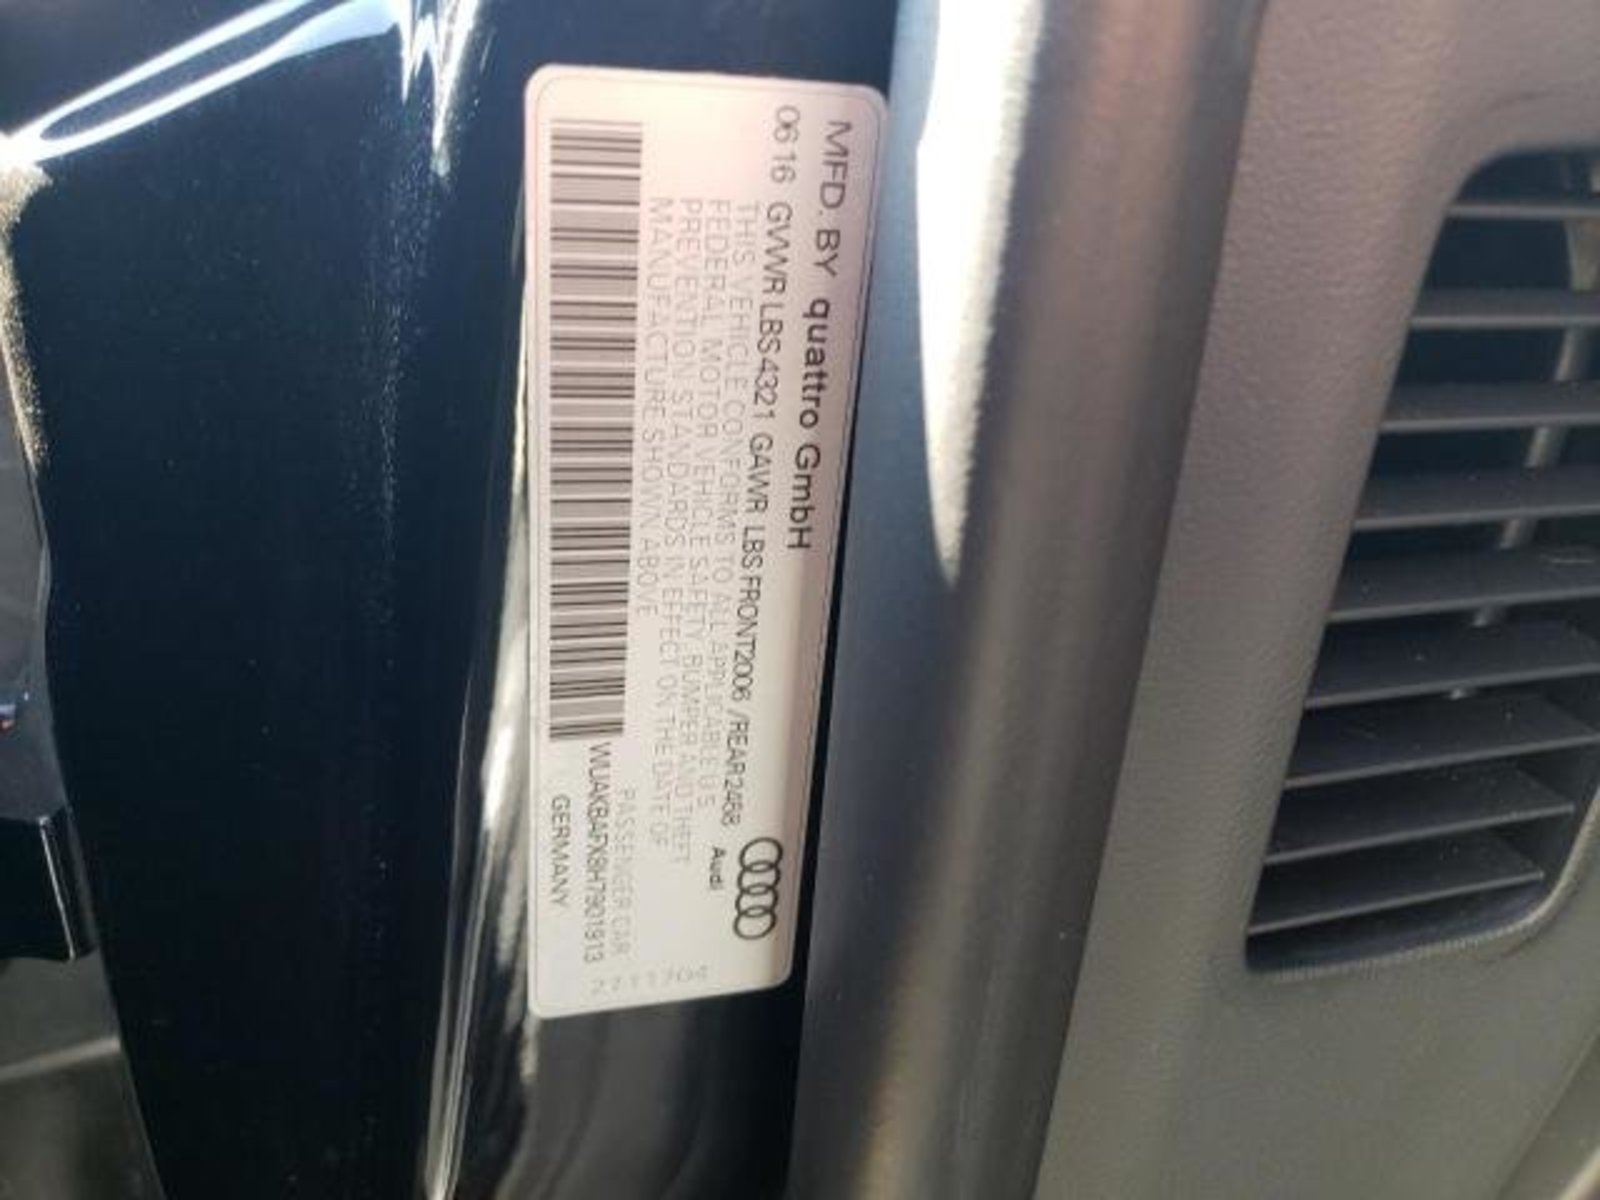 MFD. BY quattro GmbH
06 16 GVWR LBS 4321 GAWR LBS FRONT 2006 / REAR 2468
THIS VEHICLE CONFORMS TO ALL APPLICABLE U S
FEDERAL MOTOR VEHICLE SAFETY, BUMPER AND THEFT
PREVENTION STANDARDS IN EFFECT ON THE DATE OF
MANUFACTURE SHOWN ABOVE
Audi
PASSENGER CAR
WUAKBAFX8H7901813
GERMANY